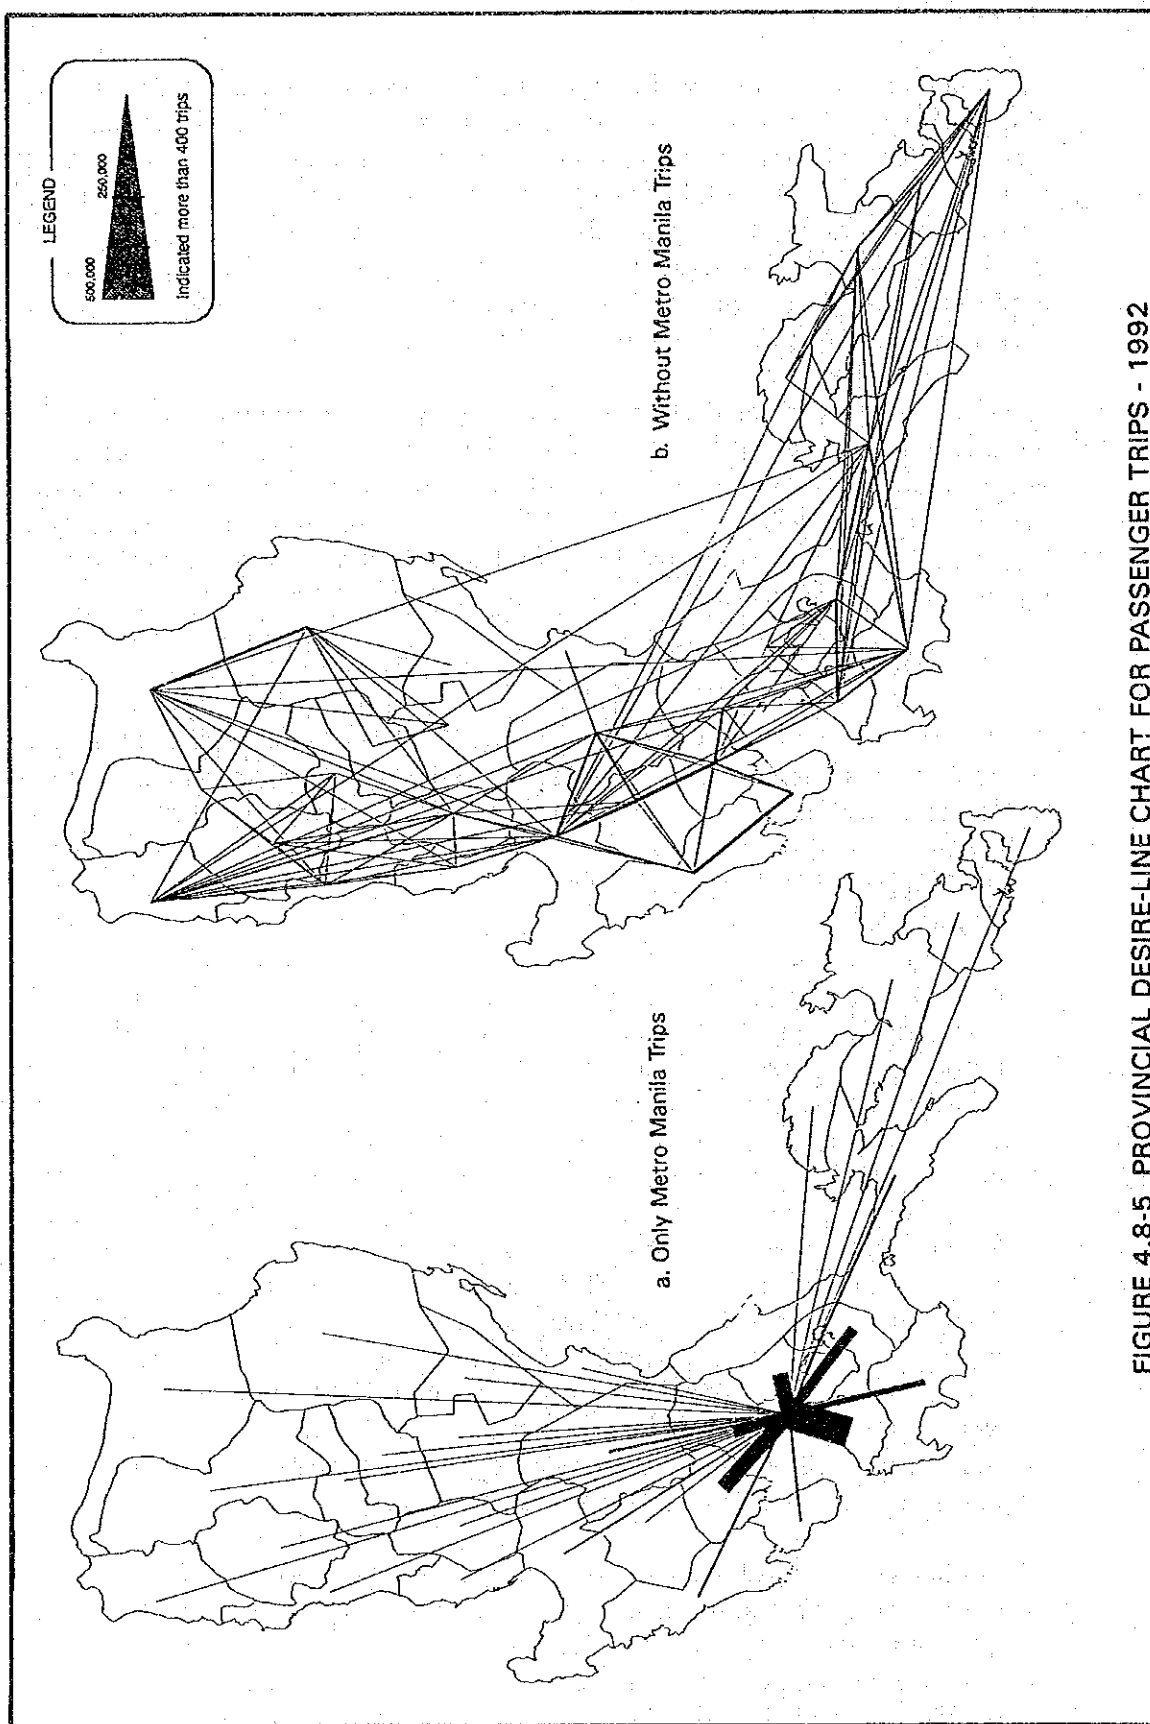 LEGEND
500,000
250,000
Indicated more than 400 trips
b. Without Metro Manila Trips
a. Only Metro Manila Trips
FIGURE 4.8-5 PROVINCIAL DESIRE-LINE CHART FOR PASSENGER TRIPS - 1992